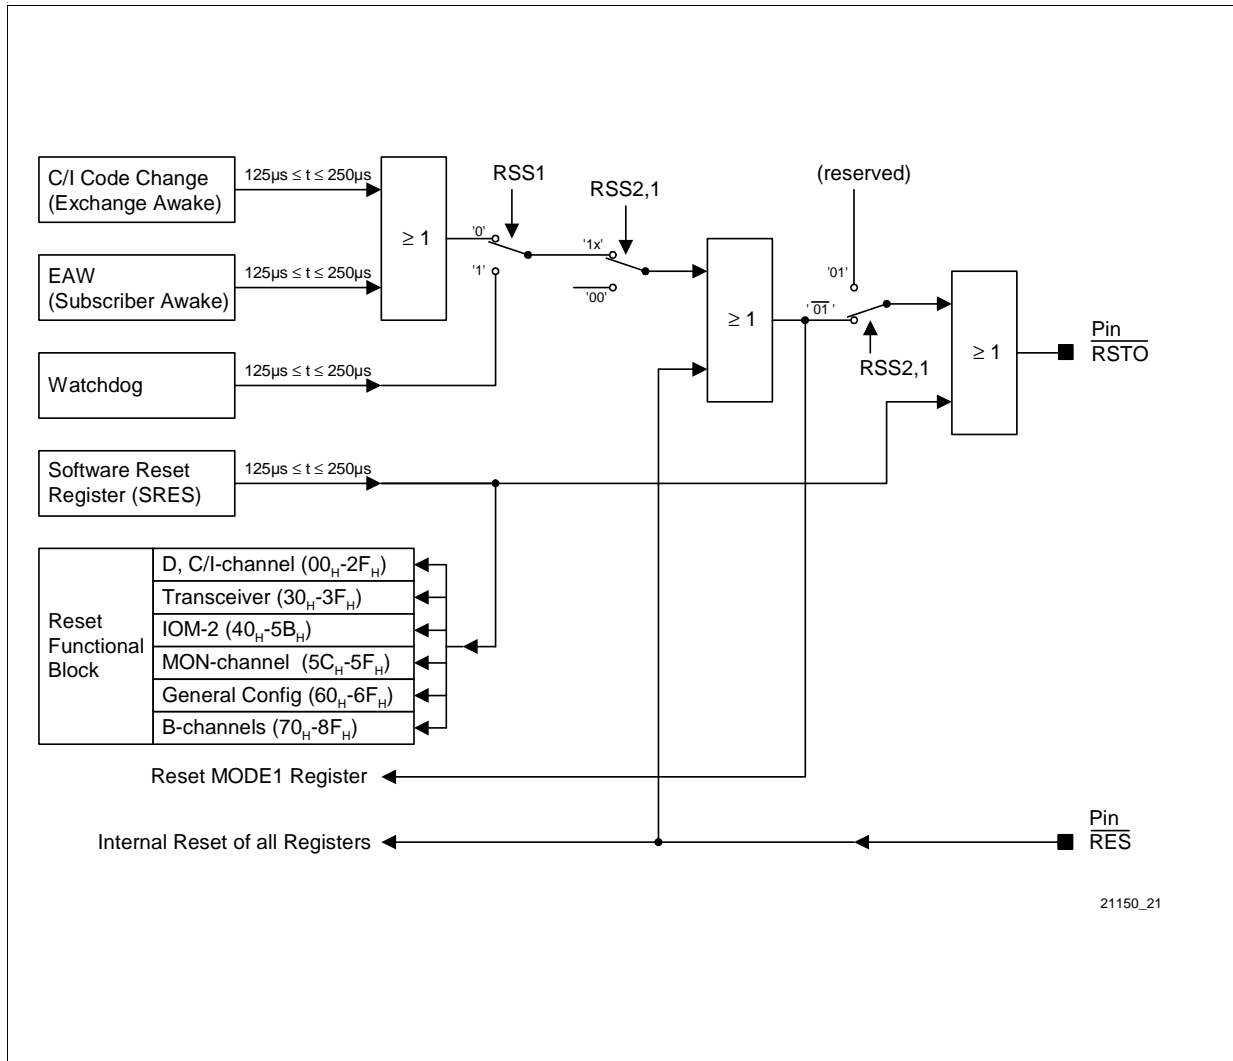 C/I Code Change
(Exchange Awake)
125µs ≤ t ≤ 250µs
≥ 1
RSS1
RSS2,1
(reserved)
'0'
'1'
'1x'
'00'
EAW
(Subscriber Awake)
125µs ≤ t ≤ 250µs
≥ 1
'01'
'01'
RSS2,1
≥ 1
Pin
RSTO
Watchdog
125µs ≤ t ≤ 250µs
Software Reset
Register (SRES)
125µs ≤ t ≤ 250µs
Reset
Functional
Block
D, C/I-channel (00H-2FH)
Transceiver (30H-3FH)
IOM-2 (40H-5BH)
MON-channel (5CH-5FH)
General Config (60H-6FH)
B-channels (70H-8FH)
Reset MODE1 Register
Internal Reset of all Registers
Pin
RES
21150_21